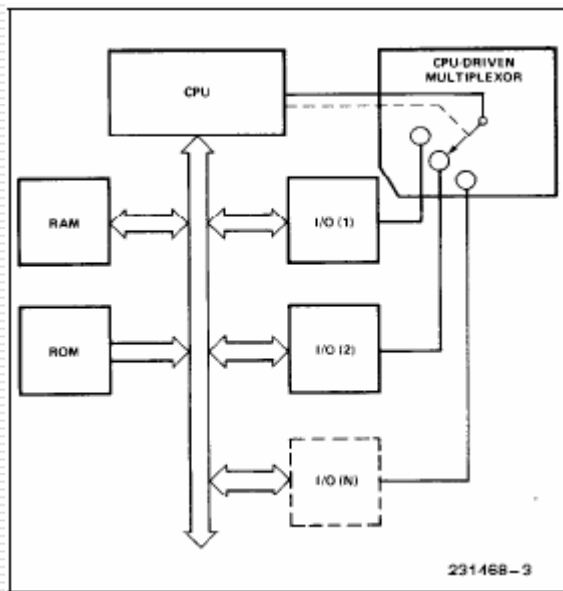 CPU
CPU-DRIVEN
MULTIPLEXOR
RAM
I/O (1)
ROM
I/O (2)
I/O (N)
231468-3